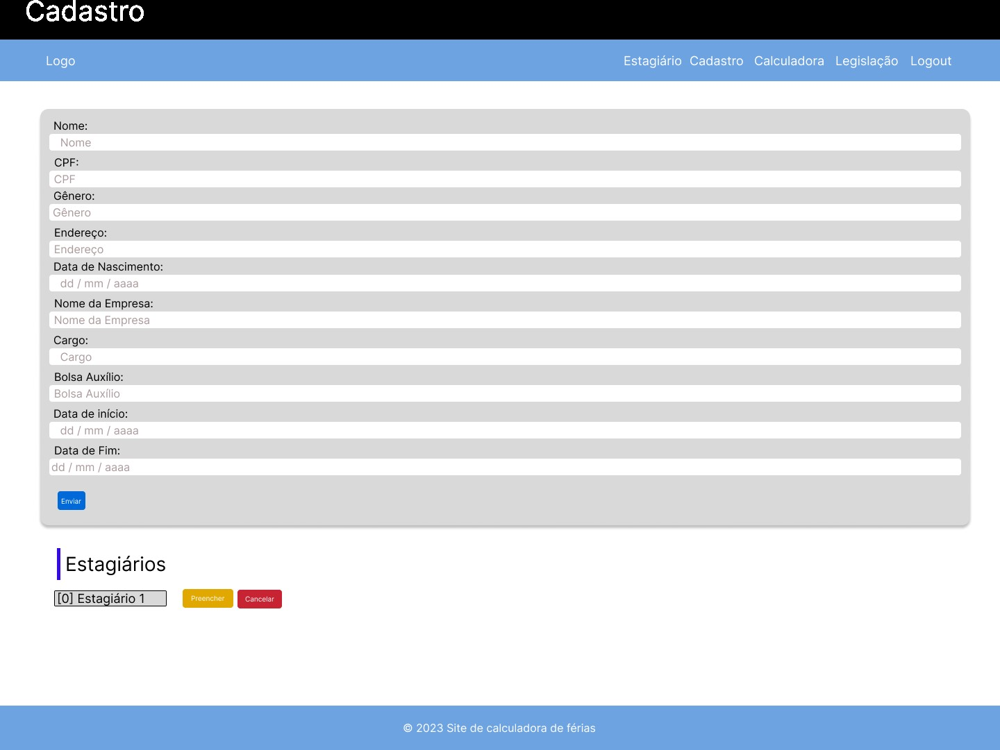 Cadastro
Logo Estagiário Cadastro Calculadora Legislação Logout
Nome:
Nome
CPF:
CPF
Gênero:
Gênero
Endereço:
Endereço
Data de Nascimento:
dd / mm / aaaa
Nome da Empresa:
Nome da Empresa
Cargo:
Cargo
Bolsa Auxílio:
Bolsa Auxílio
Data de início:
dd / mm / aaaa
Data de Fim:
dd / mm / aaaa
Enviar
Estagiários
[0] Estagiário 1 Preencher Cancelar
© 2023 Site de calculadora de férias